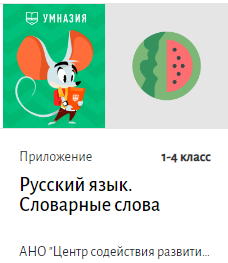 УМНАЗИЯ
Приложение 1-4 класс
Русский язык.
Словарные слова
АНО "Центр содействия развити...